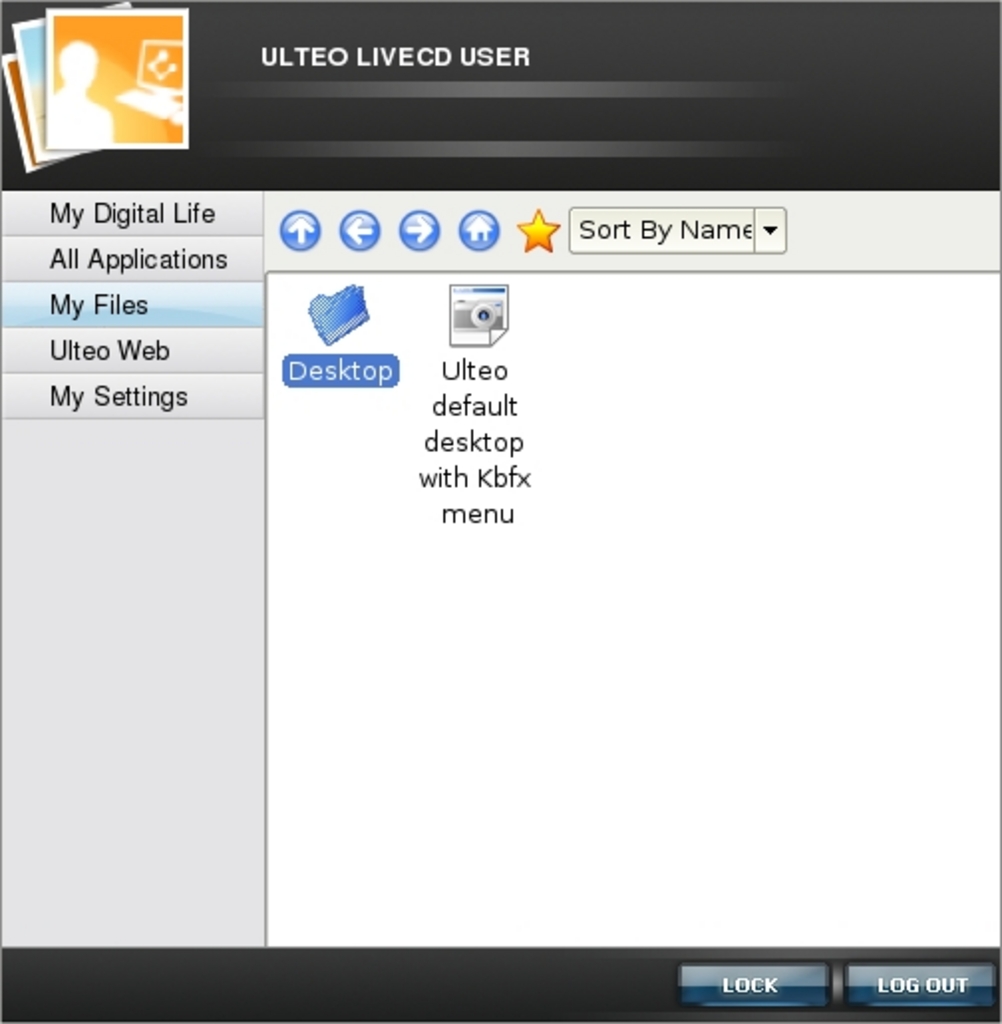 ULTEO LIVECD USER
My Digital Life
All Applications
My Files
Ulteo Web
My Settings
Sort By Name
Desktop
Ulteo
default
desktop
with Kbfx
menu
LOCK
LOG OUT